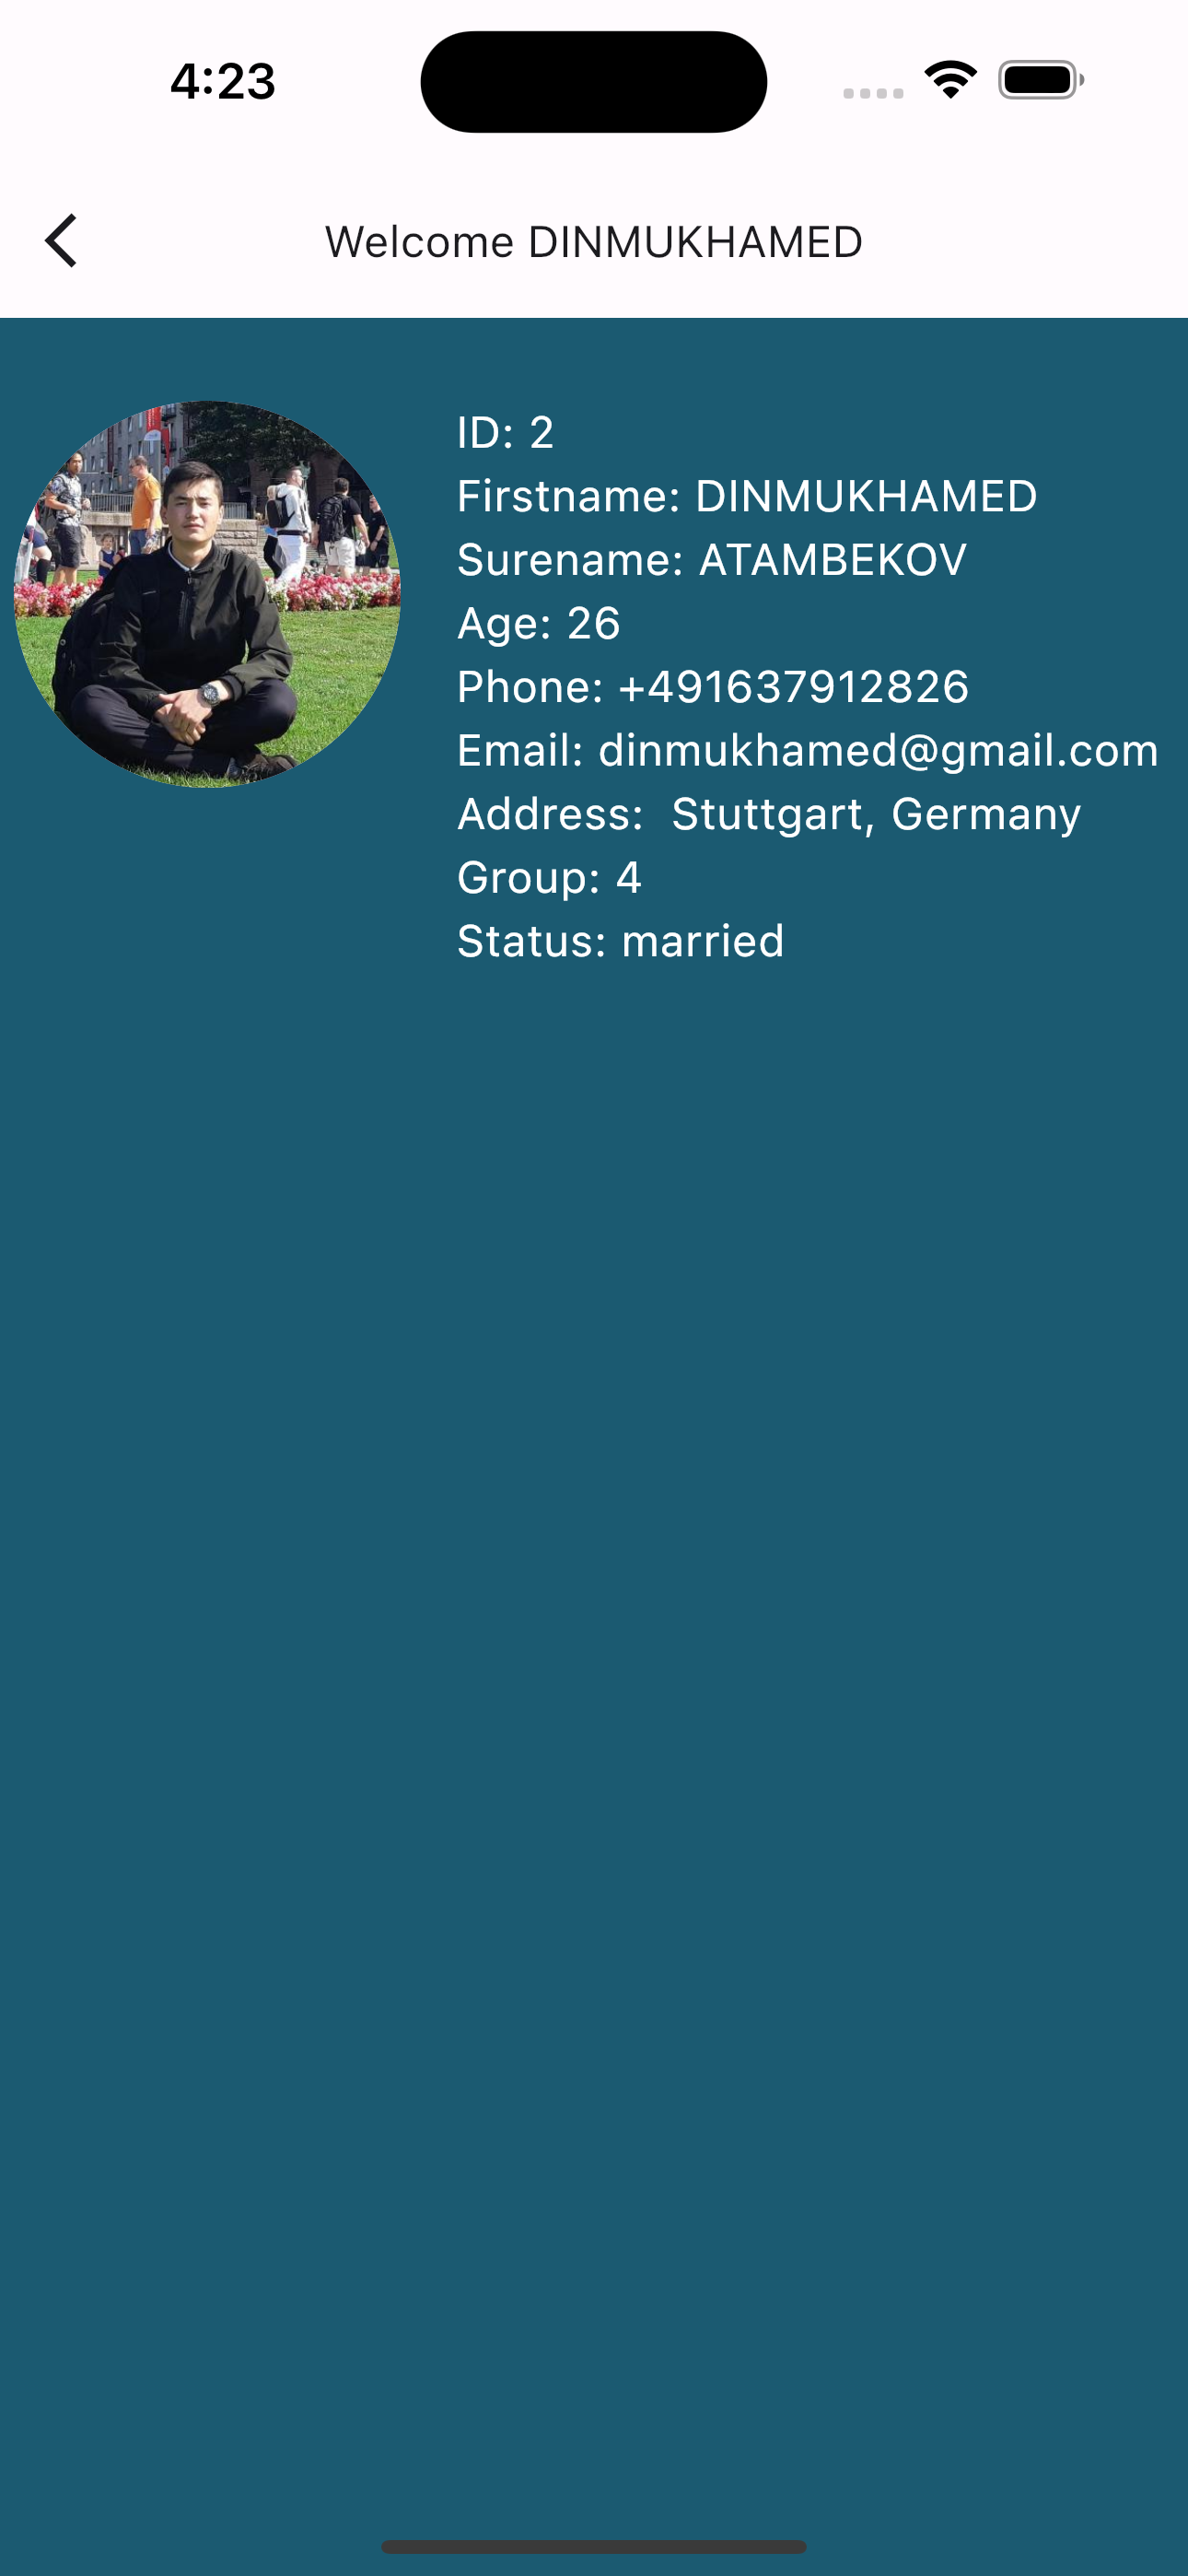 4:23
Welcome DINMUKHAMED
ID: 2
Firstname: DINMUKHAMED
Surename: ATAMBEKOV
Age: 26
Phone: +491637912826
Email: dinmukhamed@gmail.com
Address:  Stuttgart, Germany
Group: 4
Status: married